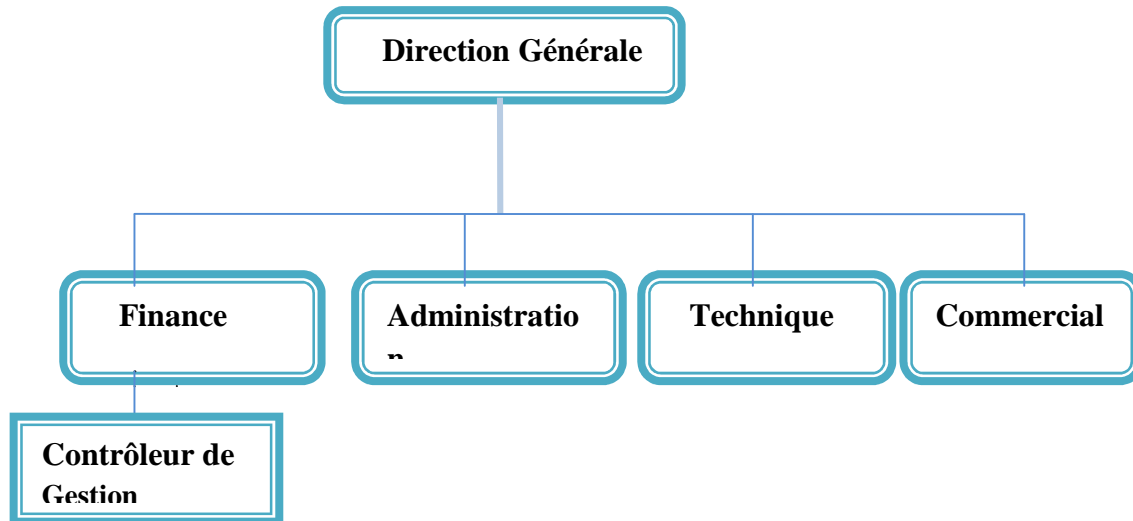 Direction Générale
Finance
Administratio
n
Technique
Commercial
Contrôleur de
Gestion